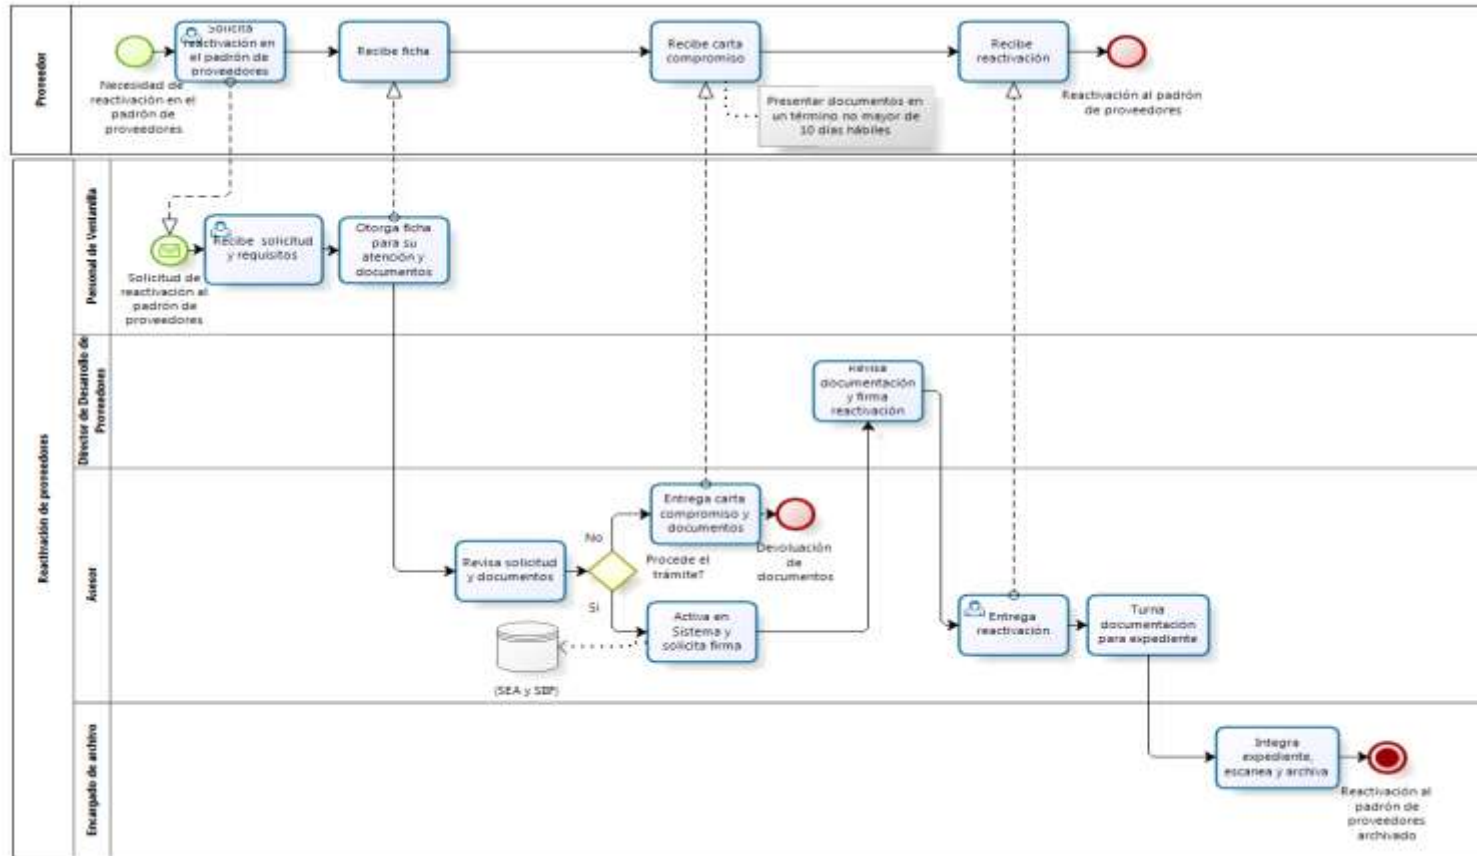 Proveedor
Solicita
reactivación en
el padrón de
proveedores
Necesidad de
reactivación en el
padrón de
proveedores
Recibe ficha
Recibe carta
compromiso
Presentar documentos en
un término no mayor de
10 días hábiles
Recibe
reactivación
Reactivación al padrón
de proveedores
Reactivación de proveedores
Personal de Ventanilla
Solicitud de
reactivación al
padrón de
proveedores
Recibe solicitud
y requisitos
Otorga ficha
para su
atención y
documentos
Director de Desarrollo de
Proveedores
Revisa
documentación
y firma
reactivación
Asesor
Revisa solicitud
y documentos
No
Si
Procede el
trámite?
Entrega carta
compromiso y
documentos
Devoluación
de
documentos
Activa en
Sistema y
solicita firma
(SEA y SBP)
Entrega
reactivación
Turna
documentación
para expediente
Encargado de archivo
Integra
expediente,
escanea y archiva
Reactivación al
padrón de
proveedores
archivado